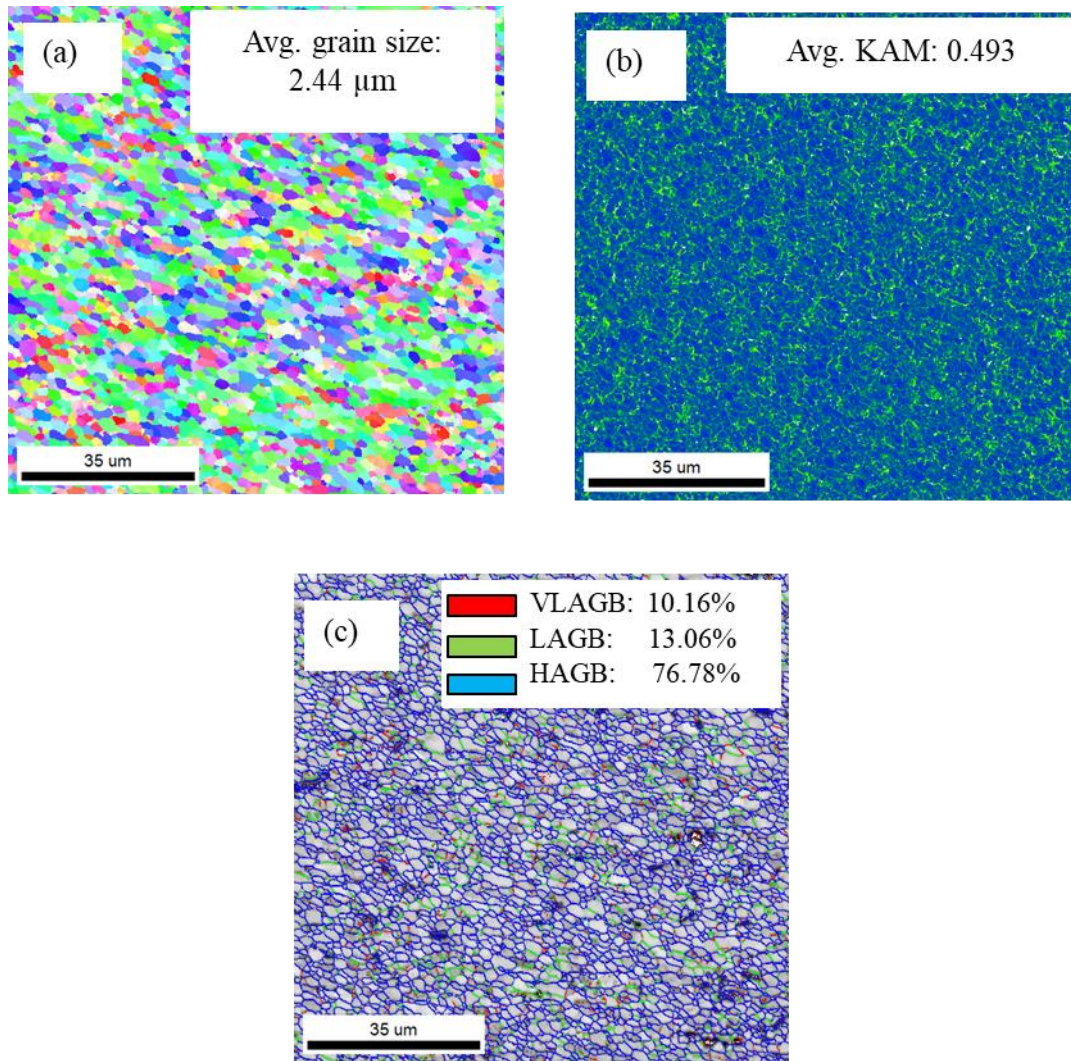 (a)
Avg. grain size:
2.44 µm
35 um
(b)
Avg. KAM: 0.493
35 um
(c)
VLAGB: 10.16%
LAGB: 13.06%
HAGB: 76.78%
35 um